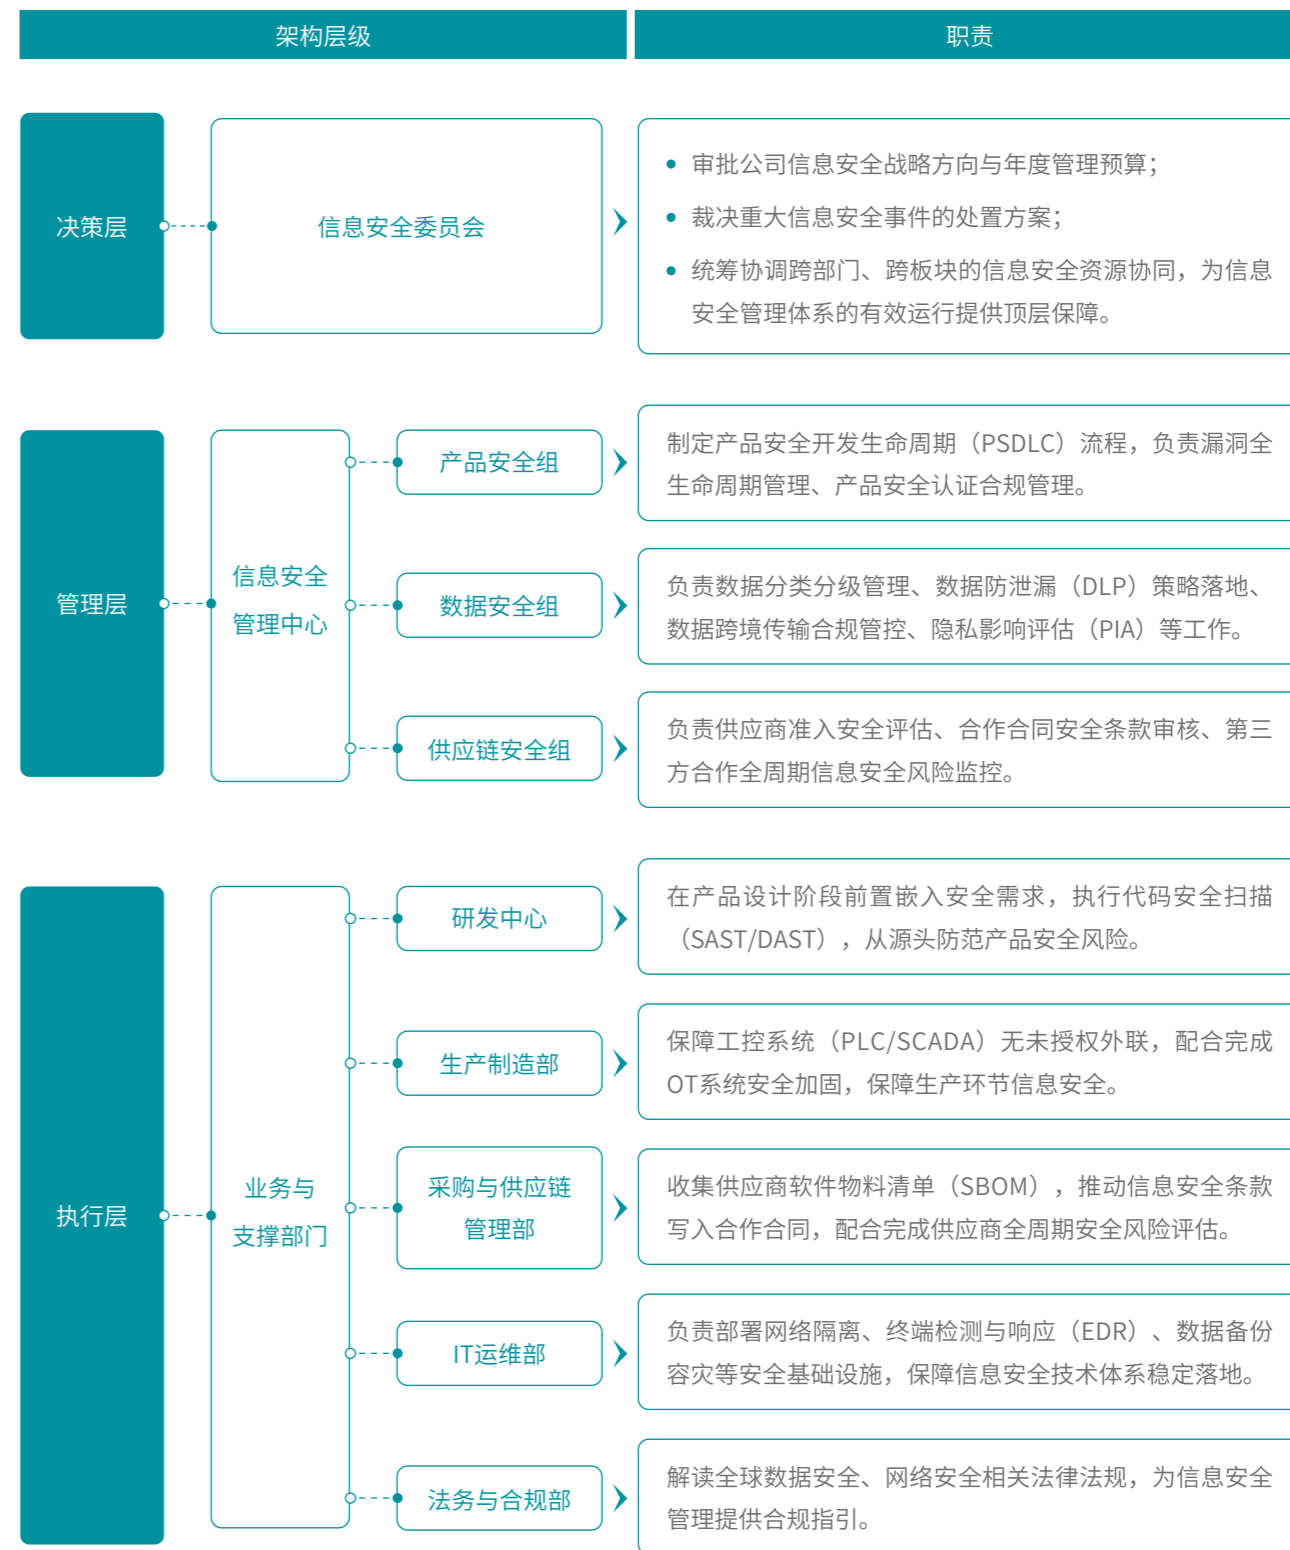 架构层级
职责
决策层
信息安全委员会
审批公司信息安全战略方向与年度管理预算；
裁决重大信息安全事件的处置方案；
统筹协调跨部门、跨板块的信息安全资源协同，为信息
安全管理体系的有效运行提供顶层保障。
管理层
信息安全
管理中心
产品安全组
制定产品安全开发生命周期（PSDLC）流程，负责漏洞全
生命周期管理、产品安全认证合规管理。
数据安全组
负责数据分类分级管理、数据防泄漏（DLP）策略落地、
数据跨境传输合规管控、隐私影响评估（PIA）等工作。
供应链安全组
负责供应商准入安全评估、合作合同安全条款审核、第三
方合作全周期信息安全风险监控。
执行层
业务与
支撑部门
研发中心
在产品设计阶段前置嵌入安全需求，执行代码安全扫描
（SAST/DAST），从源头防范产品安全风险。
生产制造部
保障工控系统（PLC/SCADA）无未授权外联，配合完成
OT系统安全加固，保障生产环节信息安全。
采购与供应链
管理部
收集供应商软件物料清单（SBOM），推动信息安全条款
写入合作合同，配合完成供应商全周期安全风险评估。
IT运维部
负责部署网络隔离、终端检测与响应（EDR）、数据备份
容灾等安全基础设施，保障信息安全技术体系稳定落地。
法务与合规部
解读全球数据安全、网络安全相关法律法规，为信息安全
管理提供合规指引。